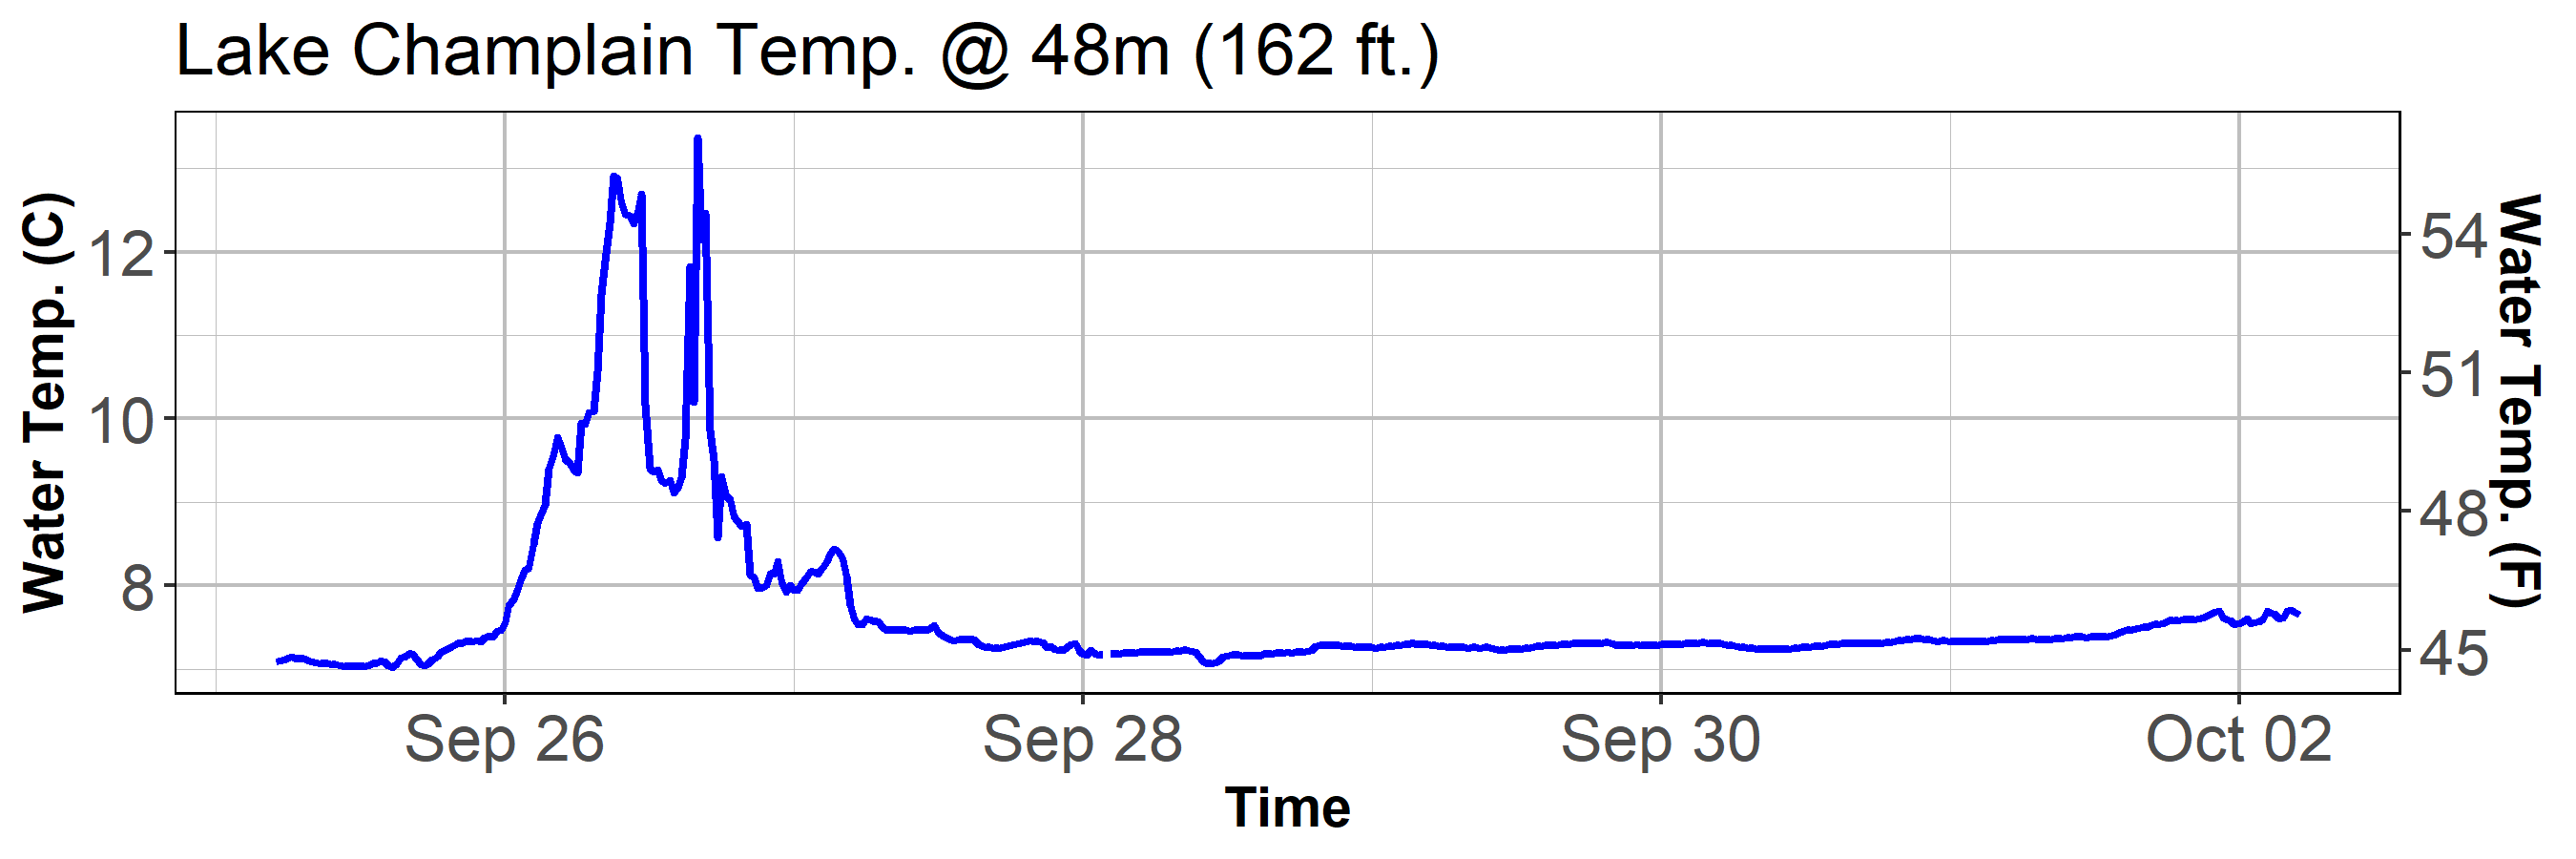 Lake Champlain Temp. @ 48m (162 ft.)
Water Temp. (C)
12
10
8
54
51
48
45
Water Temp. (F)
Sep 26
Sep 28
Sep 30
Oct 02
Time